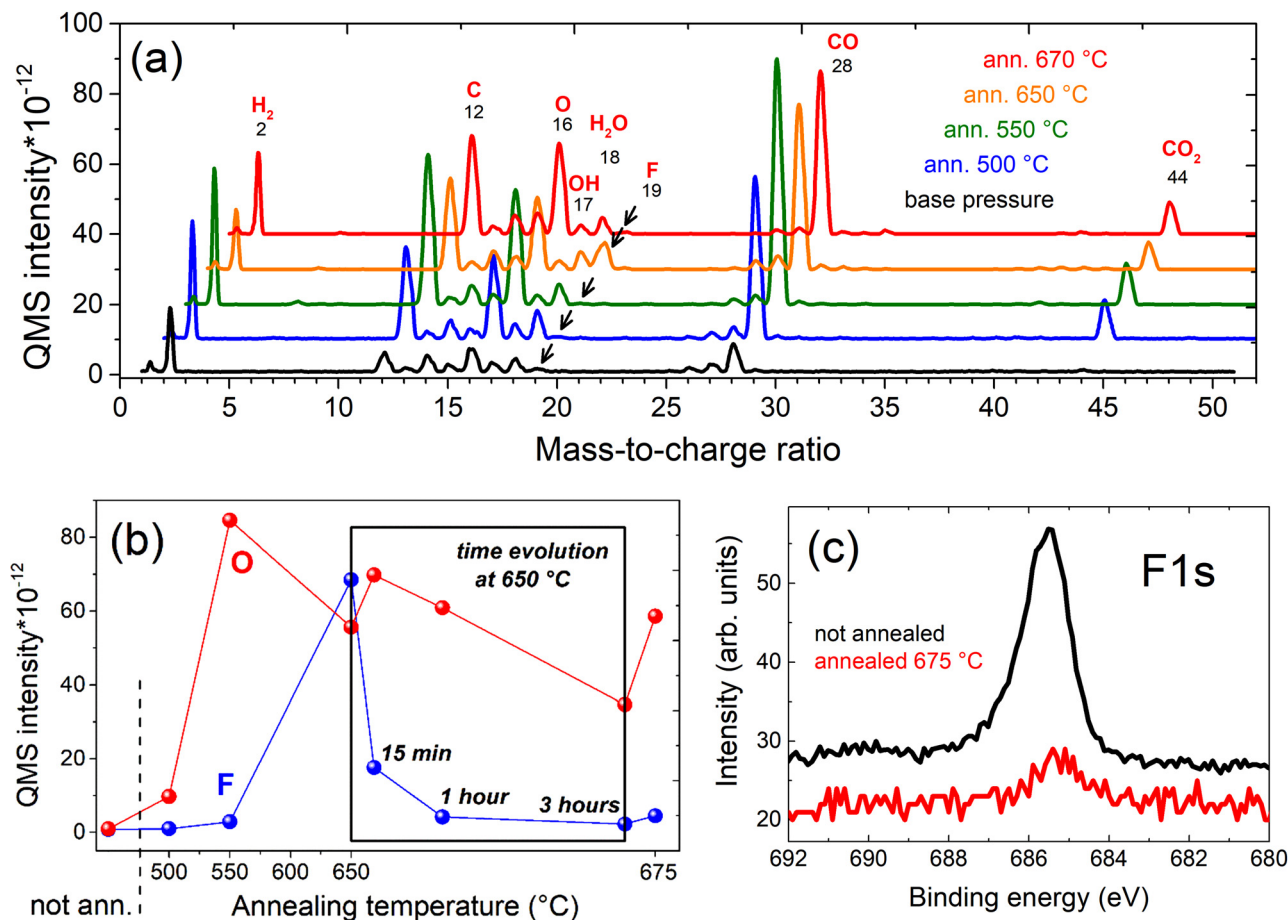 (a)
QMS intensity*10⁻¹²
100
80
60
40
20
0
H₂
2
C
12
O
16
OH
17
H₂O
18
F
19
CO
28
CO₂
44
ann. 670 °C
ann. 650 °C
ann. 550 °C
ann. 500 °C
base pressure
0 5 10 15 20 25 30 35 40 45 50
Mass-to-charge ratio
(b)
QMS intensity*10⁻¹²
80
60
40
20
0
O
F
time evolution
at 650 °C
15 min
1 hour
3 hours
500 550 600 650 675
not ann.
Annealing temperature (°C)
(c)
F1s
Intensity (arb. units)
50
40
30
20
not annealed
annealed 675 °C
692 690 688 686 684 682 680
Binding energy (eV)